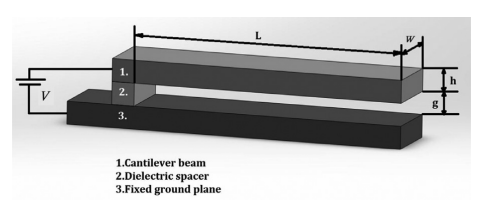 L
w
1.
h
2.
g
V
3.
1.Cantilever beam
2.Dielectric spacer
3.Fixed ground plane